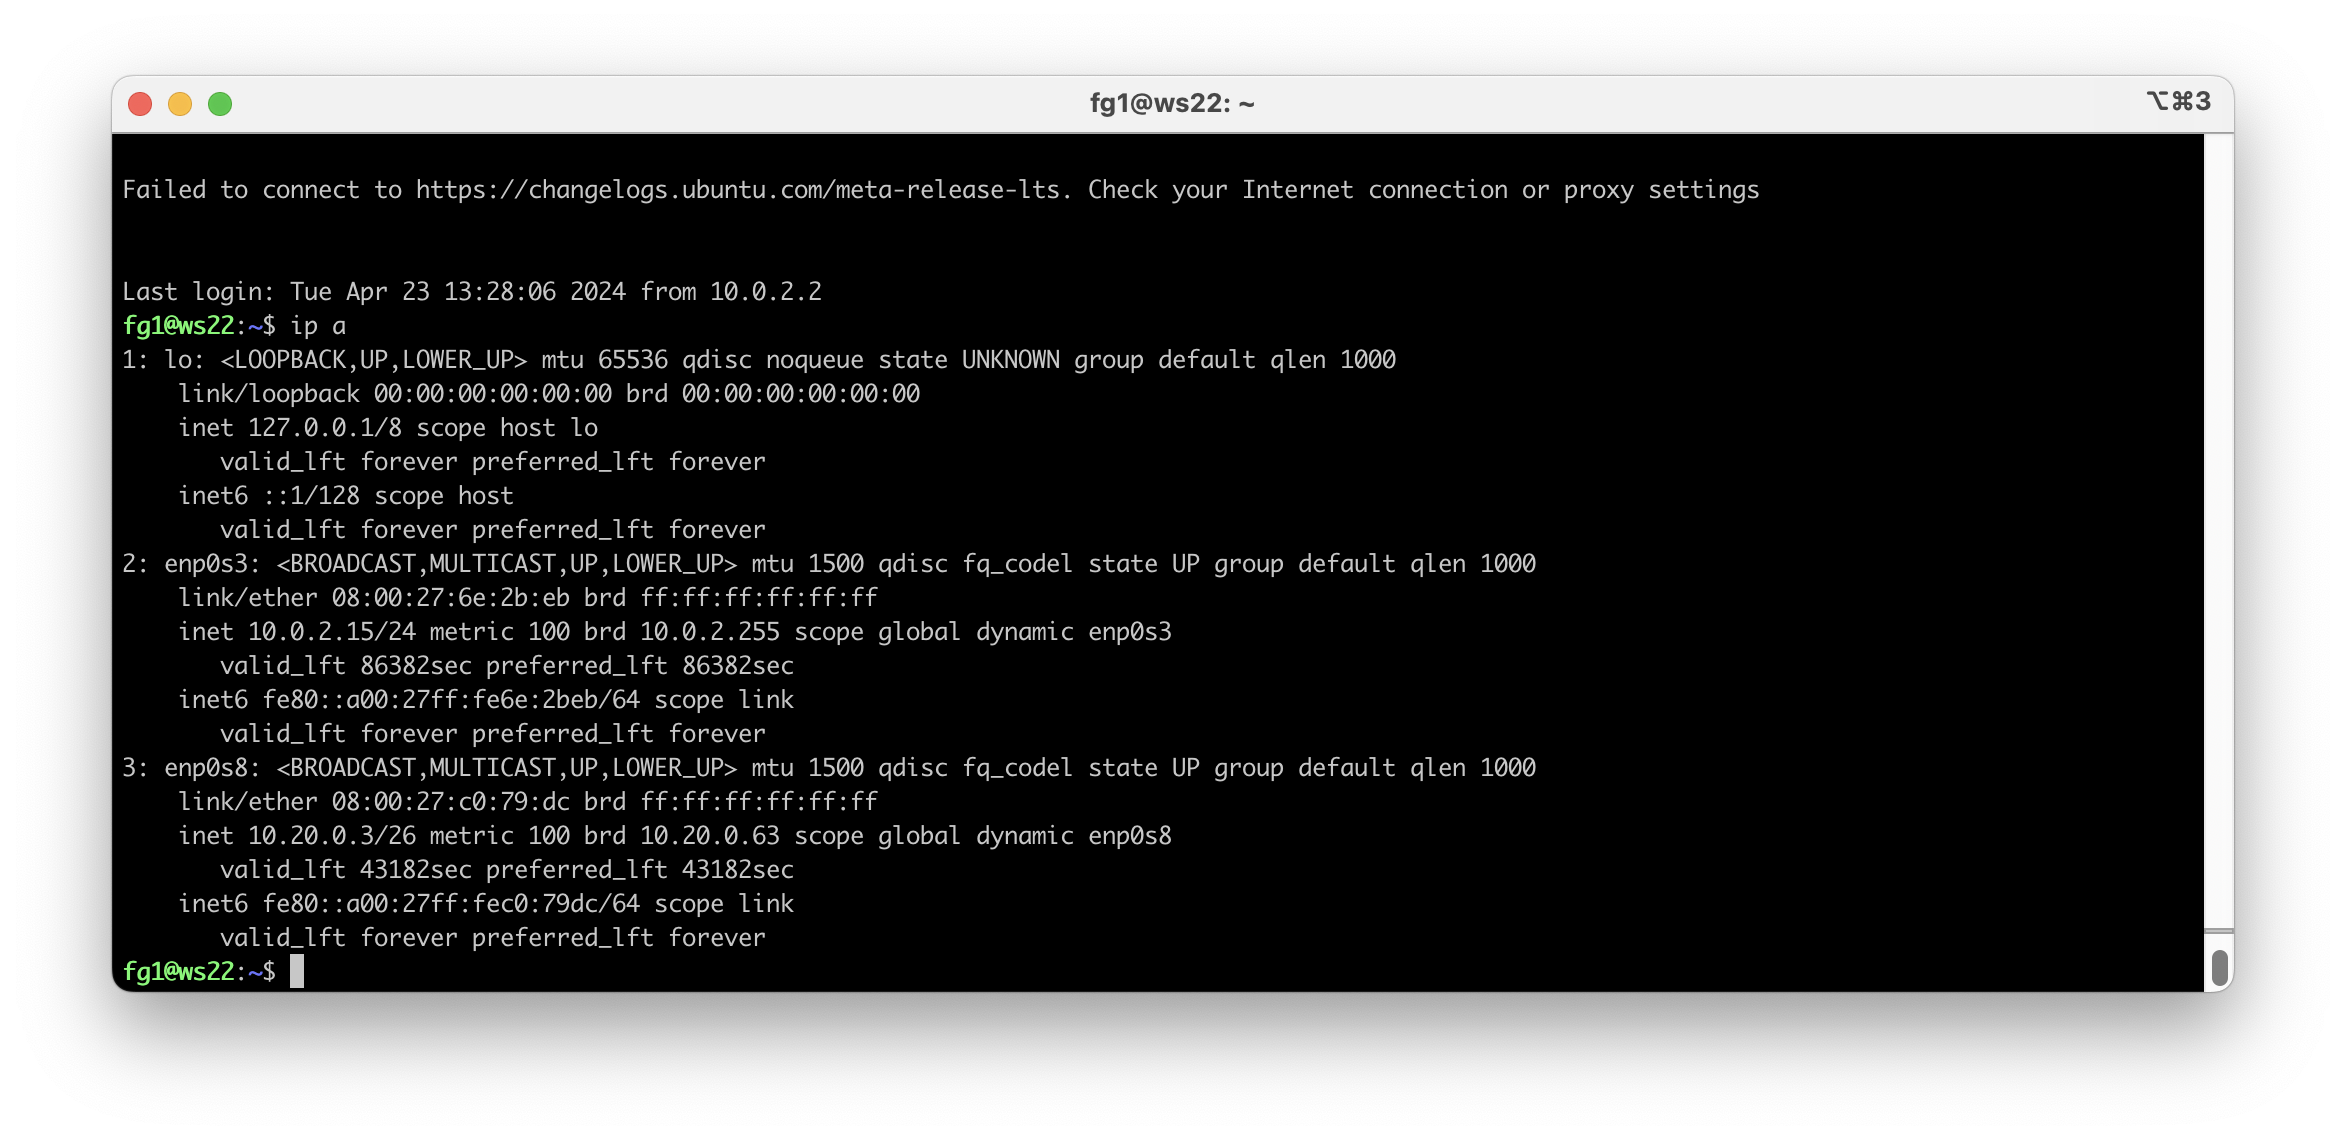 fg1@ws22: ~
⌥⌘3
Failed to connect to https://changelogs.ubuntu.com/meta-release-lts. Check your Internet connection or proxy settings
Last login: Tue Apr 23 13:28:06 2024 from 10.0.2.2
fg1@ws22:~$ ip a
1: lo: <LOOPBACK,UP,LOWER_UP> mtu 65536 qdisc noqueue state UNKNOWN group default qlen 1000
    link/loopback 00:00:00:00:00:00 brd 00:00:00:00:00:00
    inet 127.0.0.1/8 scope host lo
       valid_lft forever preferred_lft forever
    inet6 ::1/128 scope host
       valid_lft forever preferred_lft forever
2: enp0s3: <BROADCAST,MULTICAST,UP,LOWER_UP> mtu 1500 qdisc fq_codel state UP group default qlen 1000
    link/ether 08:00:27:6e:2b:eb brd ff:ff:ff:ff:ff:ff
    inet 10.0.2.15/24 metric 100 brd 10.0.2.255 scope global dynamic enp0s3
       valid_lft 86382sec preferred_lft 86382sec
    inet6 fe80::a00:27ff:fe6e:2beb/64 scope link
       valid_lft forever preferred_lft forever
3: enp0s8: <BROADCAST,MULTICAST,UP,LOWER_UP> mtu 1500 qdisc fq_codel state UP group default qlen 1000
    link/ether 08:00:27:c0:79:dc brd ff:ff:ff:ff:ff:ff
    inet 10.20.0.3/26 metric 100 brd 10.20.0.63 scope global dynamic enp0s8
       valid_lft 43182sec preferred_lft 43182sec
    inet6 fe80::a00:27ff:fec0:79dc/64 scope link
       valid_lft forever preferred_lft forever
fg1@ws22:~$